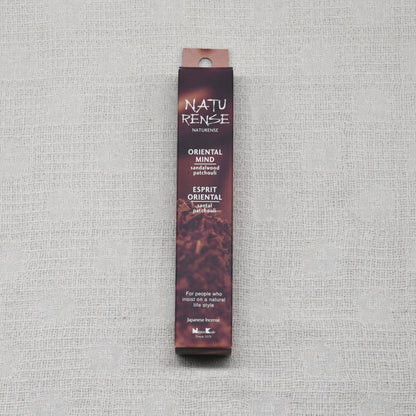 NATU
RENSE
NATURENSE
ORIENTAL
MIND
sandalwood
patchouli
ESPRIT
ORIENTAL
santal
patchouli
For people who
insist on a natural
life style
Japanese Incense